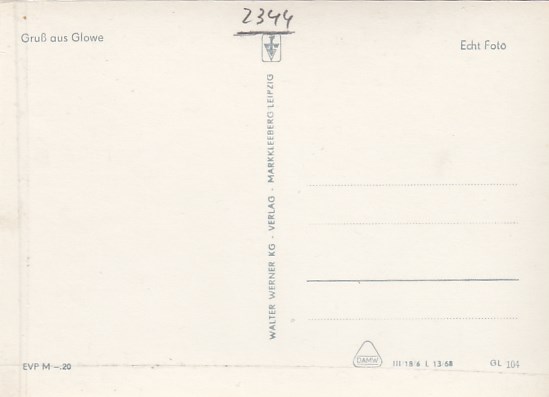 2344
Gruß aus Glowe
Echt Foto
WALTER WERNER KG - VERLAG - MARKKLEEBERG-LEIPZIG
DAMW
EVP M —.20
III/18/6 L 13/68
GL 104